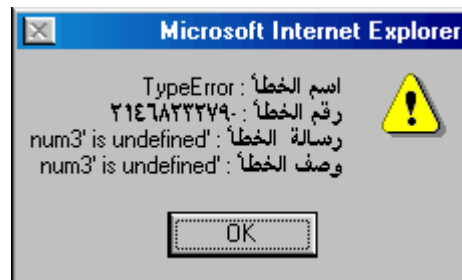 Microsoft Internet Explorer
اسم الخطأ : TypeError
رقم الخطأ : -٢١٤٦٨٢٣٢٧٩
رسالة الخطأ : 'num3' is undefined
وصف الخطأ : 'num3' is undefined
OK